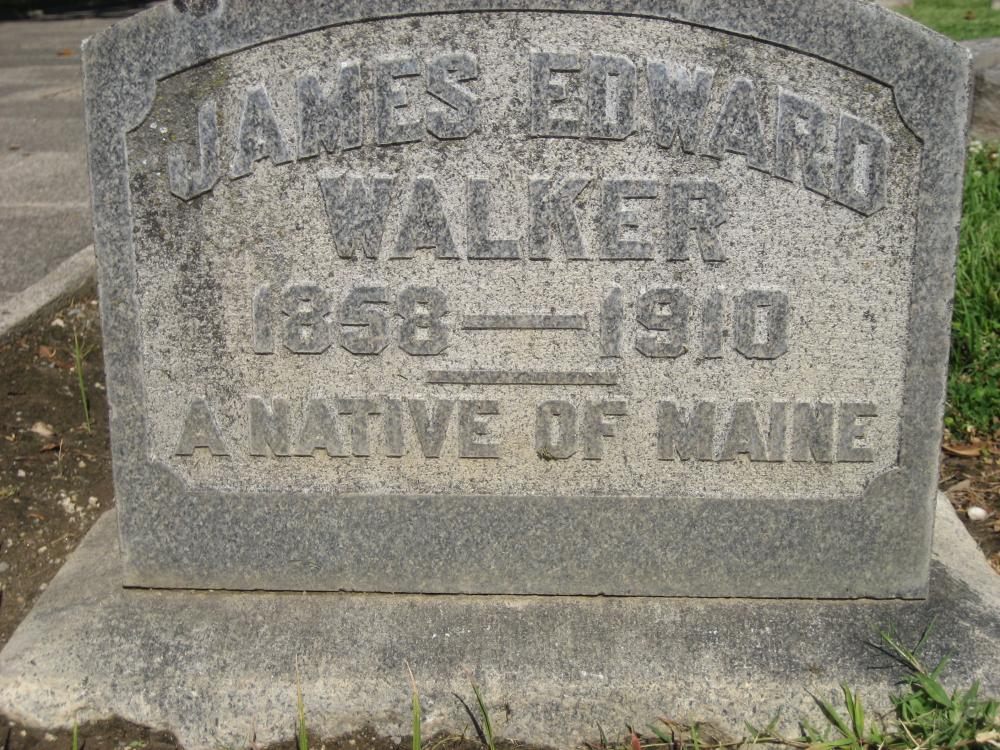 JAMES EDWARD
WALKER
1858—1910
A NATIVE OF MAINE